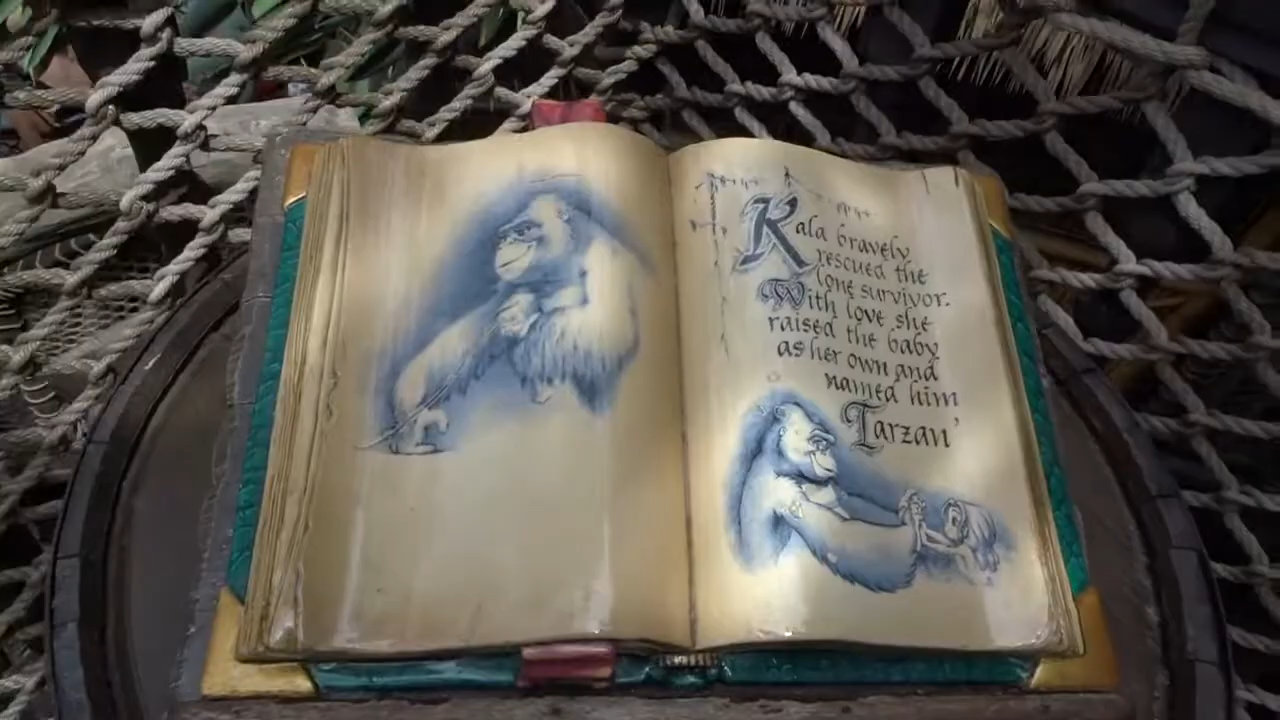 Kala bravely
rescued the
lone survivor.
With love she
raised the baby
as her own and
named him
Tarzan'